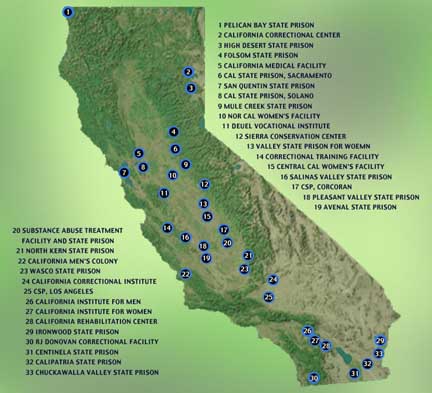 1 PELICAN BAY STATE PRISON
2 CALIFORNIA CORRECTIONAL CENTER
3 HIGH DESERT STATE PRISON
4 FOLSOM STATE PRISON
5 CALIFORNIA MEDICAL FACILITY
6 CAL STATE PRISON, SACRAMENTO
7 SAN QUENTIN STATE PRISON
8 CAL STATE PRISON, SOLANO
9 MULE CREEK STATE PRISON
10 NOR CAL WOMEN'S FACILITY
11 DEUEL VOCATIONAL INSTITUTE
12 SIERRA CONSERVATION CENTER
13 VALLEY STATE PRISON FOR WOEMN
14 CORRECTIONAL TRAINING FACILITY
15 CENTRAL CAL WOMEN'S FACILITY
16 SALINAS VALLEY STATE PRISON
17 CSP, CORCORAN
18 PLEASANT VALLEY STATE PRISON
19 AVENAL STATE PRISON
20 SUBSTANCE ABUSE TREATMENT
FACILITY AND STATE PRISON
21 NORTH KERN STATE PRISON
22 CALIFORNIA MEN'S COLONY
23 WASCO STATE PRISON
24 CALIFORNIA CORRECTIONAL INSTITUTE
25 CSP, LOS ANGELES
26 CALIFORNIA INSTITUTE FOR MEN
27 CALIFORNIA INSTITUTE FOR WOMEN
28 CALIFORNIA REHABILITATION CENTER
29 IRONWOOD STATE PRISON
30 RJ DONOVAN CORRECTIONAL FACILITY
31 CENTINELA STATE PRISON
32 CALIPATRIA STATE PRISON
33 CHUCKAWALLA VALLEY STATE PRISON
1
2
3
4
6
5
8
9
7
10
11
12
13
15
14
17
16
20
18
19
21
23
22
24
25
26
27
28
29
33
32
31
30